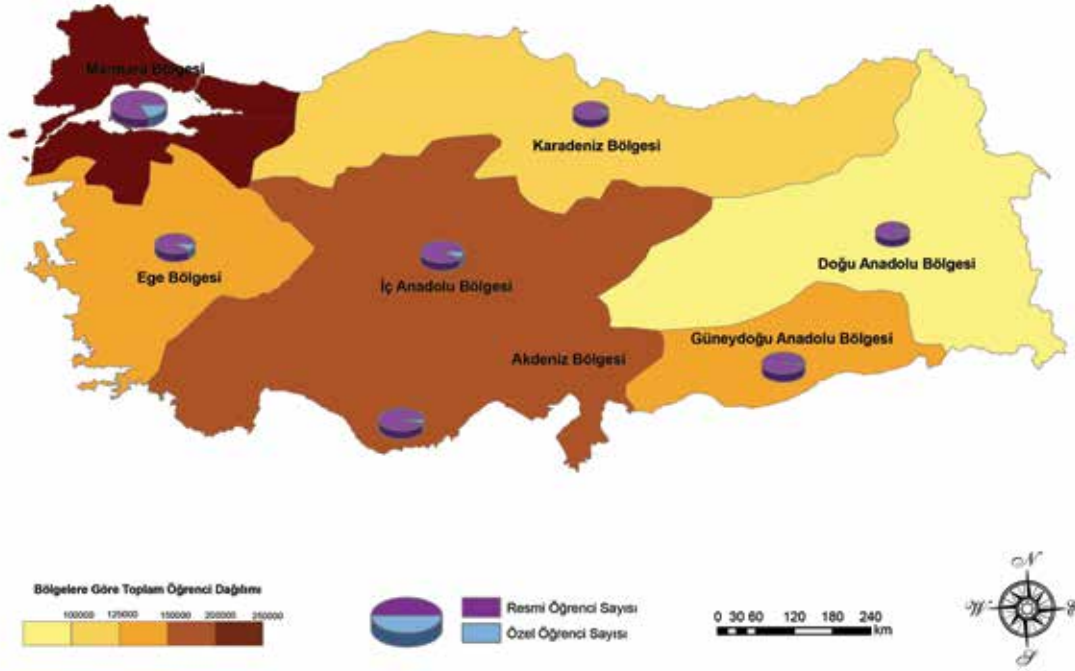 Marmara Bölgesi
Karadeniz Bölgesi
Ege Bölgesi
İç Anadolu Bölgesi
Doğu Anadolu Bölgesi
Güneydoğu Anadolu Bölgesi
Akdeniz Bölgesi
Bölgelere Göre Toplam Öğrenci Dağılımı
100000 125000 150000 200000 250000
Resmi Öğrenci Sayısı
Özel Öğrenci Sayısı
0 30 60 120 180 240
km
N
W
S